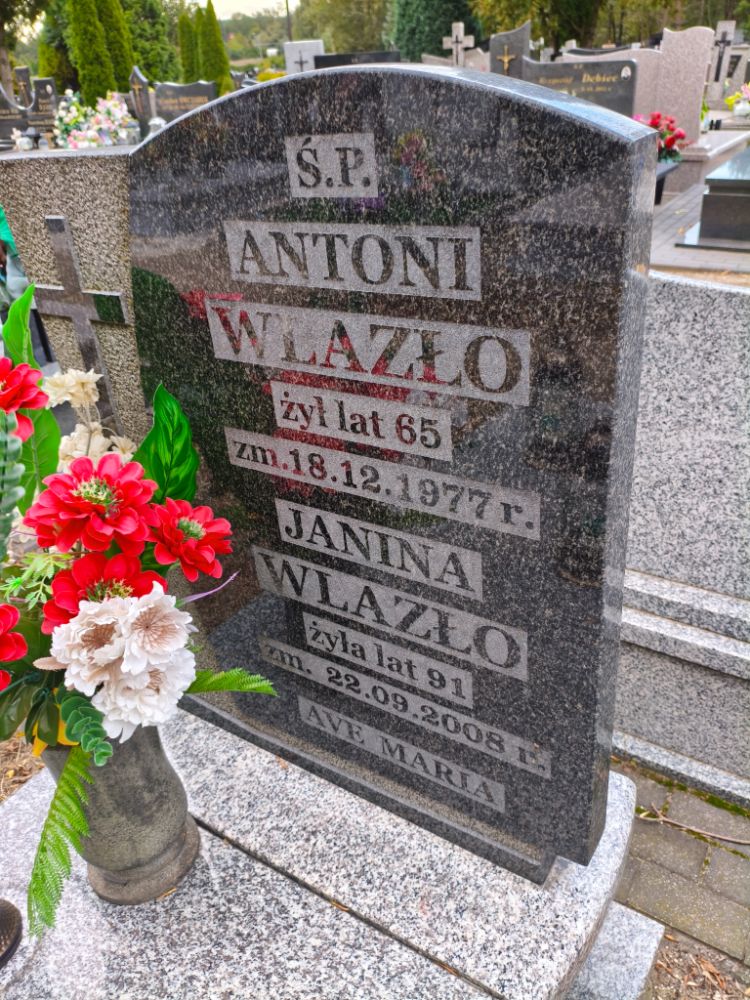 Ś.P.
ANTONI
WLAZŁO
żył lat 65
zm.18.12.1977 r.
JANINA
WLAZŁO
żyła lat 91
zm. 22.09.2008 r.
AVE MARIA
Dębiec